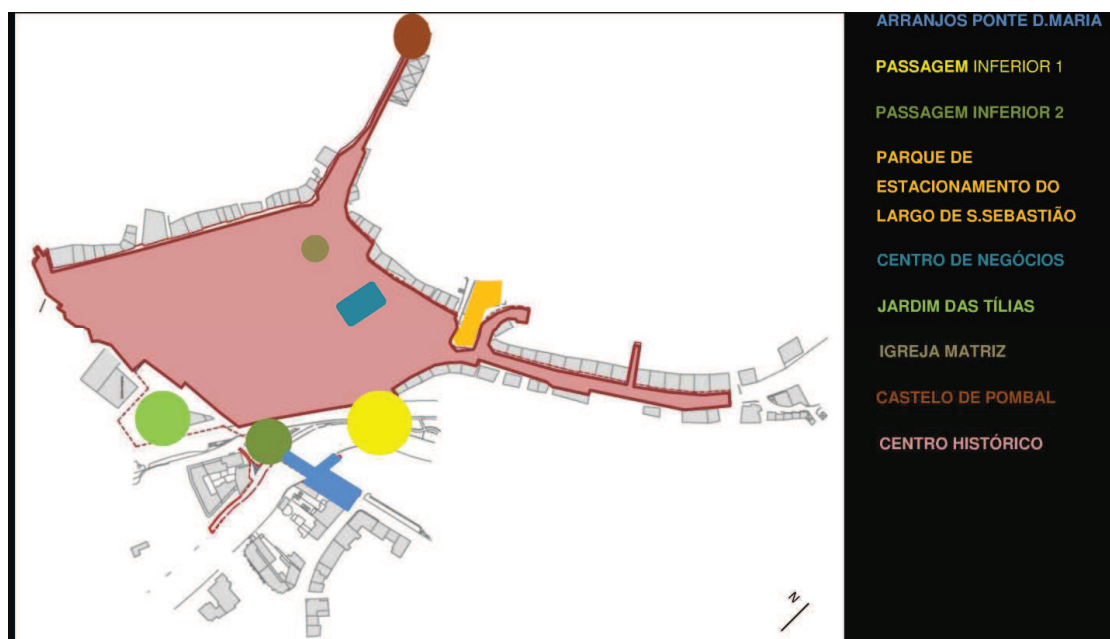 ARRANJOS PONTE D.MARIA
PASSAGEM INFERIOR 1
PASSAGEM INFERIOR 2
PARQUE DE
ESTACIONAMENTO DO
LARGO DE S.SEBASTIÃO
CENTRO DE NEGÓCIOS
JARDIM DAS TÍLIAS
IGREJA MATRIZ
CASTELO DE POMBAL
CENTRO HISTÓRICO
N